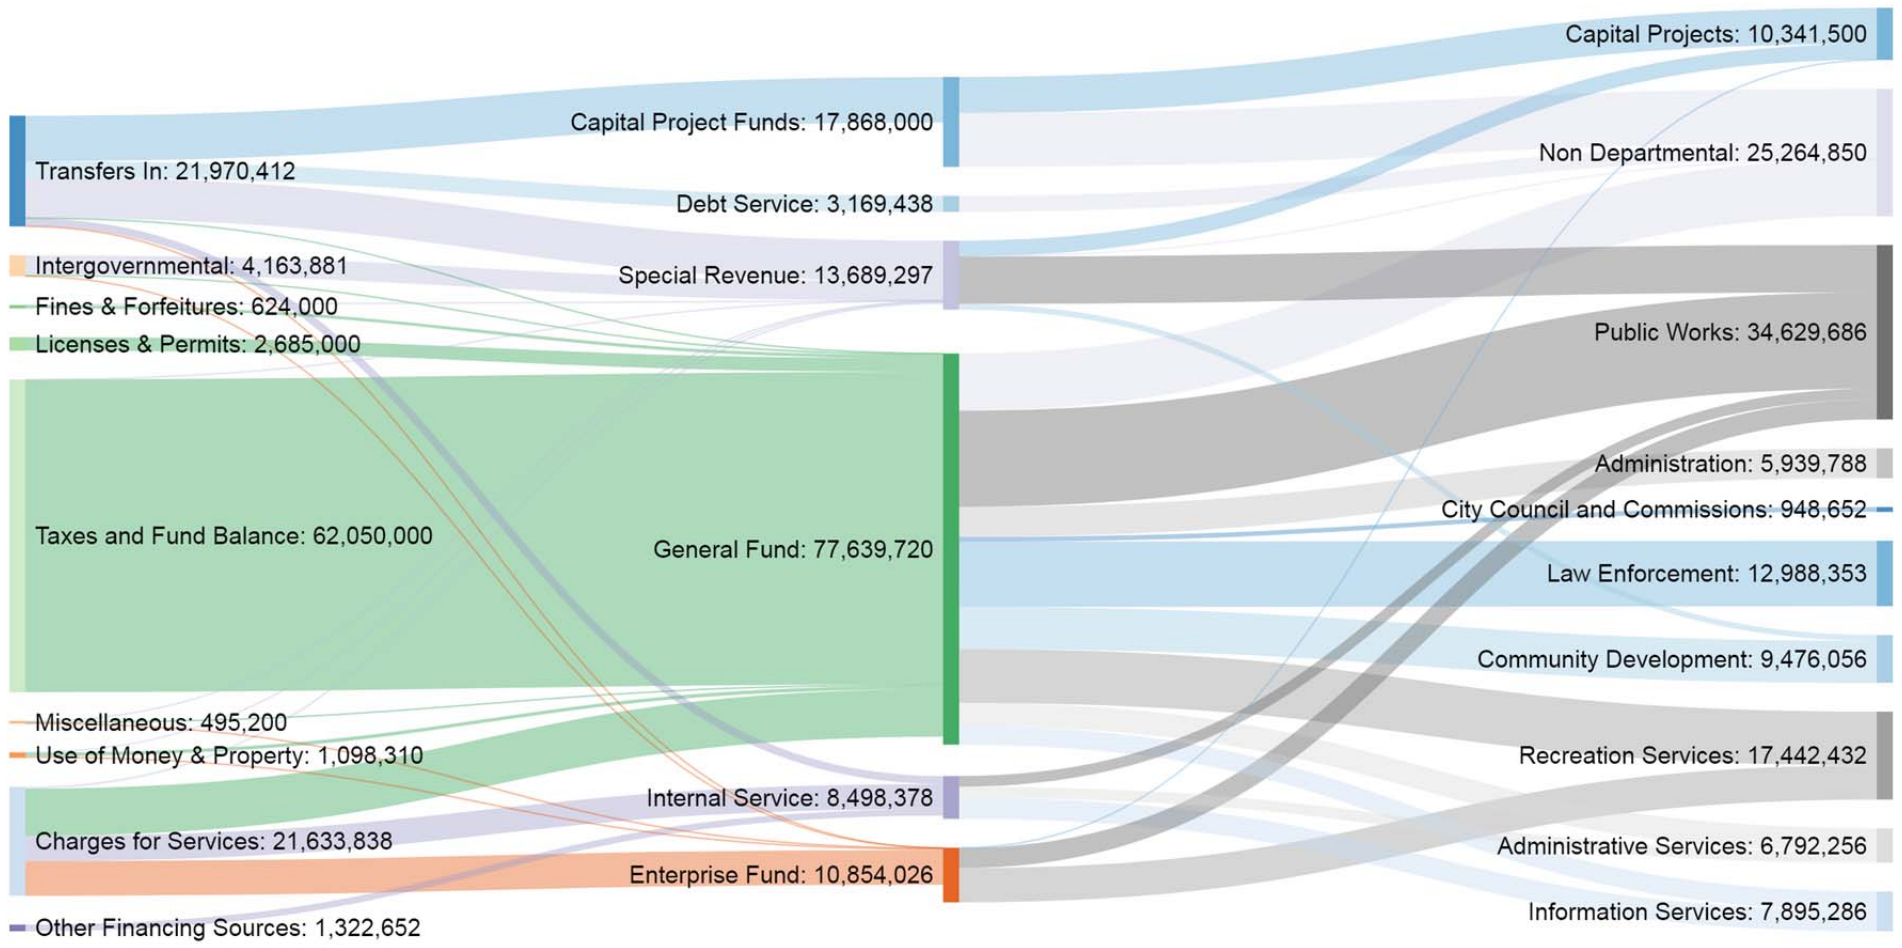 Transfers In: 21,970,412
Intergovernmental: 4,163,881
Fines & Forfeitures: 624,000
Licenses & Permits: 2,685,000
Taxes and Fund Balance: 62,050,000
Miscellaneous: 495,200
Use of Money & Property: 1,098,310
Charges for Services: 21,633,838
Other Financing Sources: 1,322,652
Capital Project Funds: 17,868,000
Debt Service: 3,169,438
Special Revenue: 13,689,297
General Fund: 77,639,720
Internal Service: 8,498,378
Enterprise Fund: 10,854,026
Capital Projects: 10,341,500
Non Departmental: 25,264,850
Public Works: 34,629,686
Administration: 5,939,788
City Council and Commissions: 948,652
Law Enforcement: 12,988,353
Community Development: 9,476,056
Recreation Services: 17,442,432
Administrative Services: 6,792,256
Information Services: 7,895,286